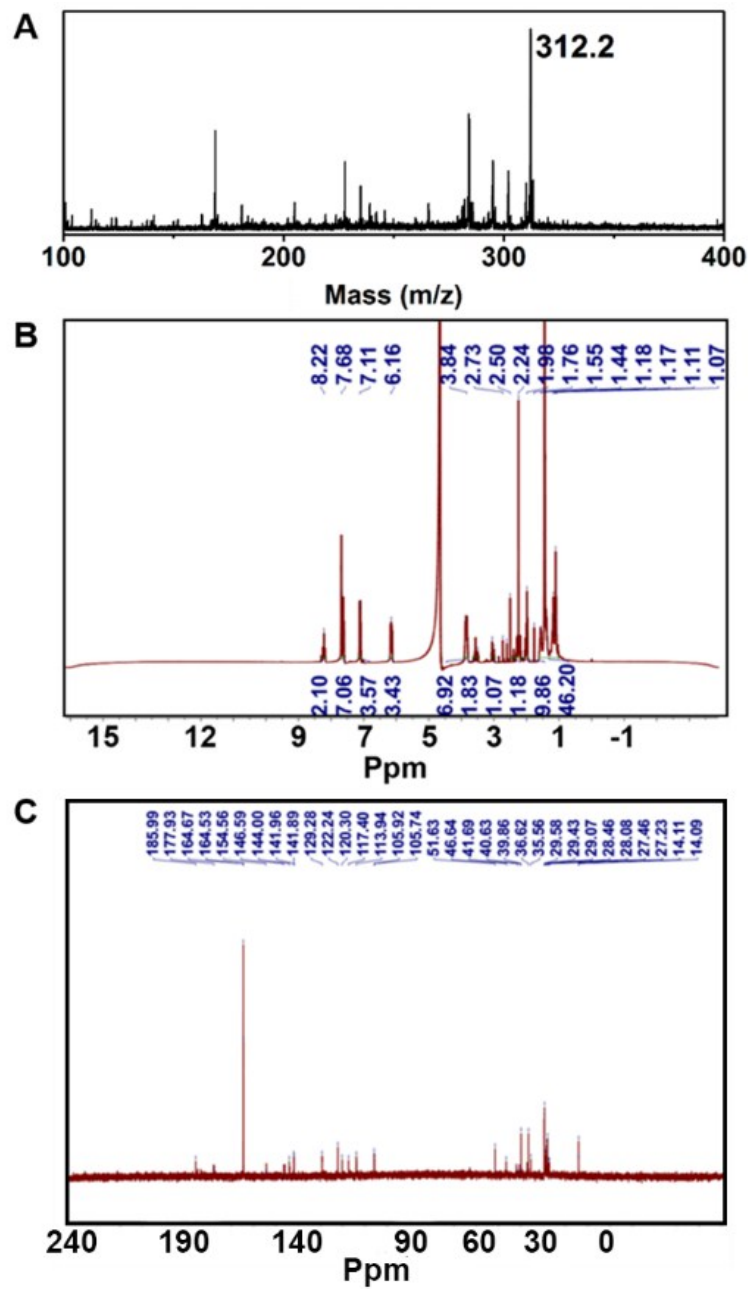 A
312.2
100 200 300 400
Mass (m/z)
B
8.22 7.68 7.11 6.16 3.84 2.73 2.50 2.24 1.98 1.76 1.55 1.44 1.18 1.17 1.11 1.07
2.10 7.06 3.57 3.43 6.92 1.83 1.07 1.18 9.86 46.20
15 12 9 7 5 3 1 -1
Ppm
C
185.99 177.93 164.67 164.53 154.56 146.59 144.00 141.96 141.89 129.28 122.24 120.30 117.40 113.94 105.92 105.74 51.63 46.64 41.69 40.63 39.86 36.62 35.56 29.58 29.43 29.07 28.46 28.08 27.46 27.23 14.11 14.09
240 190 140 90 60 30 0
Ppm